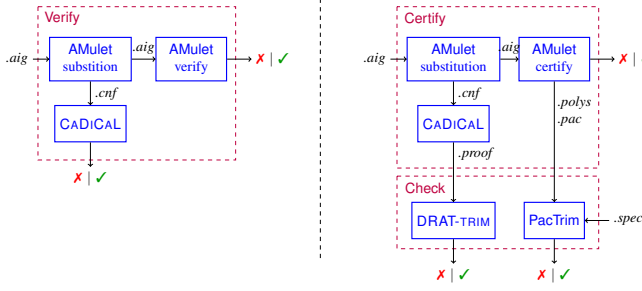 Verify
.aig
AMulet
substition
.aig
AMulet
verify
✗ | ✓
.cnf
CADICAL
✗ | ✓
Certify
.aig
AMulet
substitution
.aig
AMulet
certify
✗ |
.cnf
.polys
.pac
CADICAL
.proof
Check
DRAT-TRIM
PacTrim
.spec
✗ | ✓
✗ | ✓